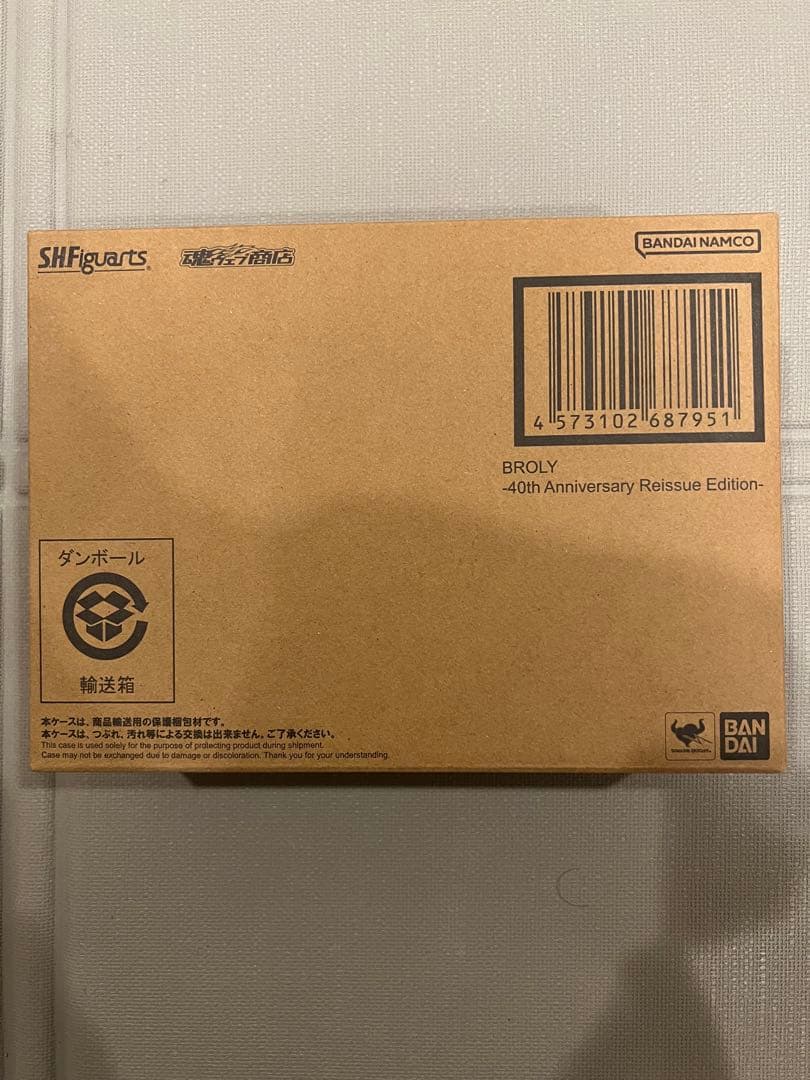 S.H.Figuarts
魂ウェブ商店
BANDAI NAMCO
4 573102 687951
BROLY
-40th Anniversary Reissue Edition-
ダンボール
輸送箱
本ケースは、商品輸送用の保護梱包材です。
本ケースは、つぶれ、汚れ等による交換は出来ません。ご了承ください。
This case is used solely for the purpose of protecting product during shipment.
Case may not be exchanged due to damage or discoloration. Thank you for your understanding.
BAN
DAI